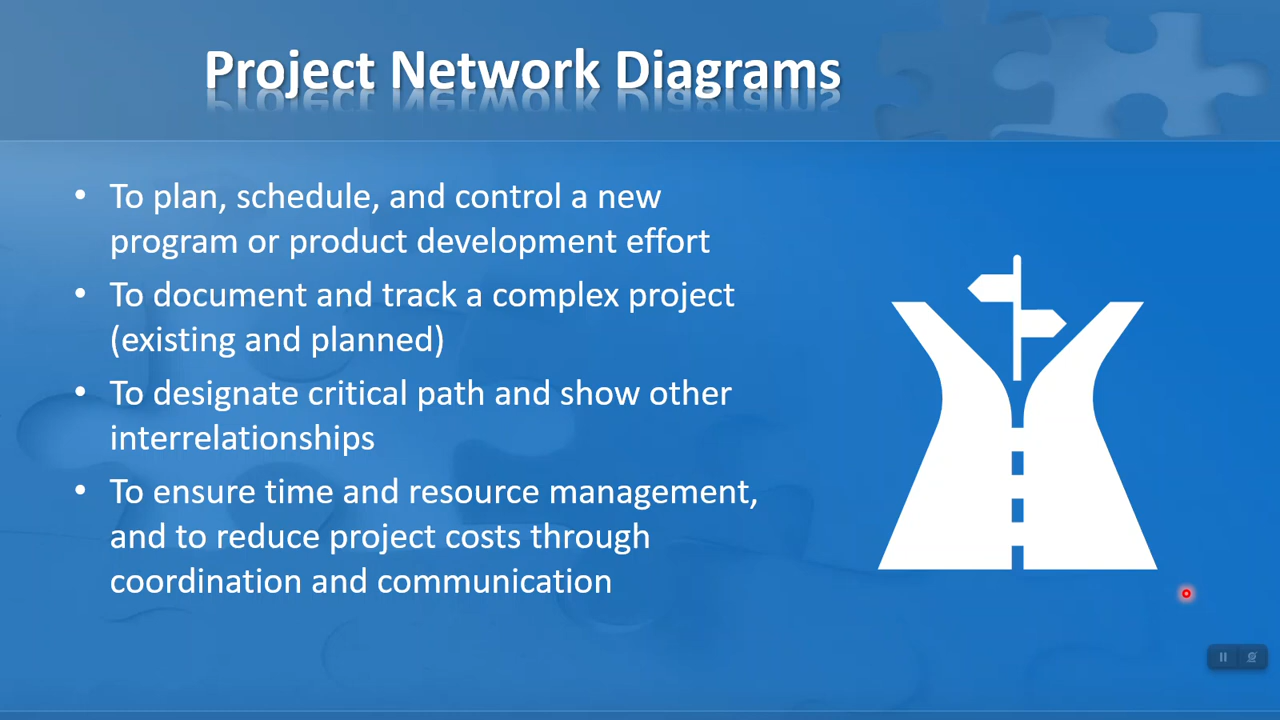 Project Network Diagrams
• To plan, schedule, and control a new
program or product development effort
• To document and track a complex project
(existing and planned)
• To designate critical path and show other
interrelationships
• To ensure time and resource management,
and to reduce project costs through
coordination and communication